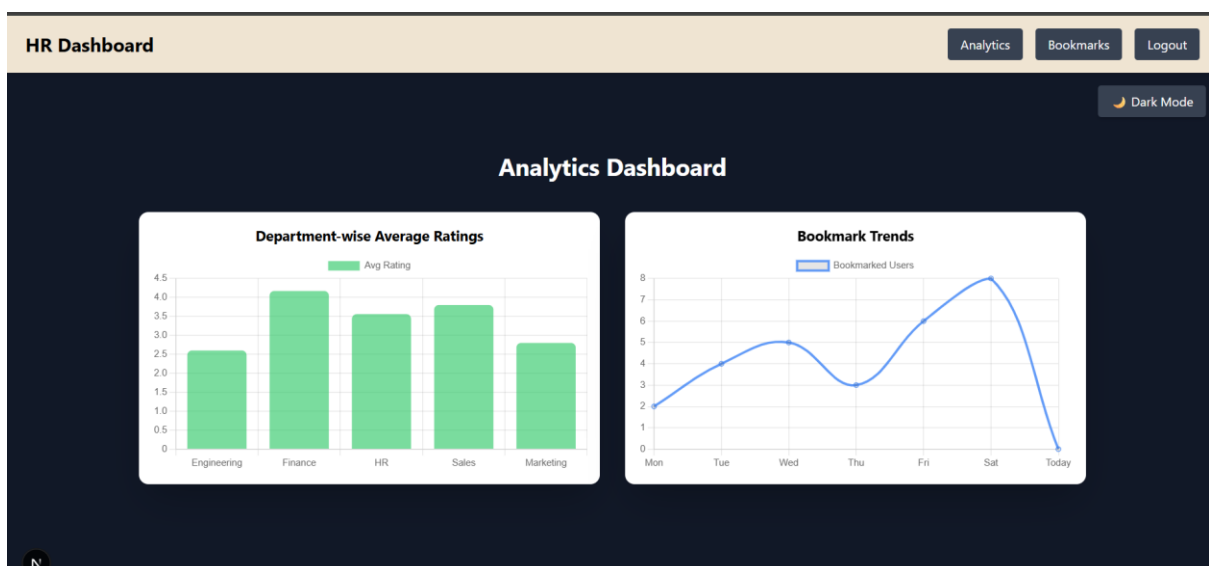 HR Dashboard
Analytics Bookmarks Logout
🌙 Dark Mode
Analytics Dashboard
Department-wise Average Ratings
Avg Rating
4.5
4.0
3.5
3.0
2.5
2.0
1.5
1.0
0.5
0
Engineering Finance HR Sales Marketing
Bookmark Trends
Bookmarked Users
8
7
6
5
4
3
2
1
0
Mon Tue Wed Thu Fri Sat Today
N